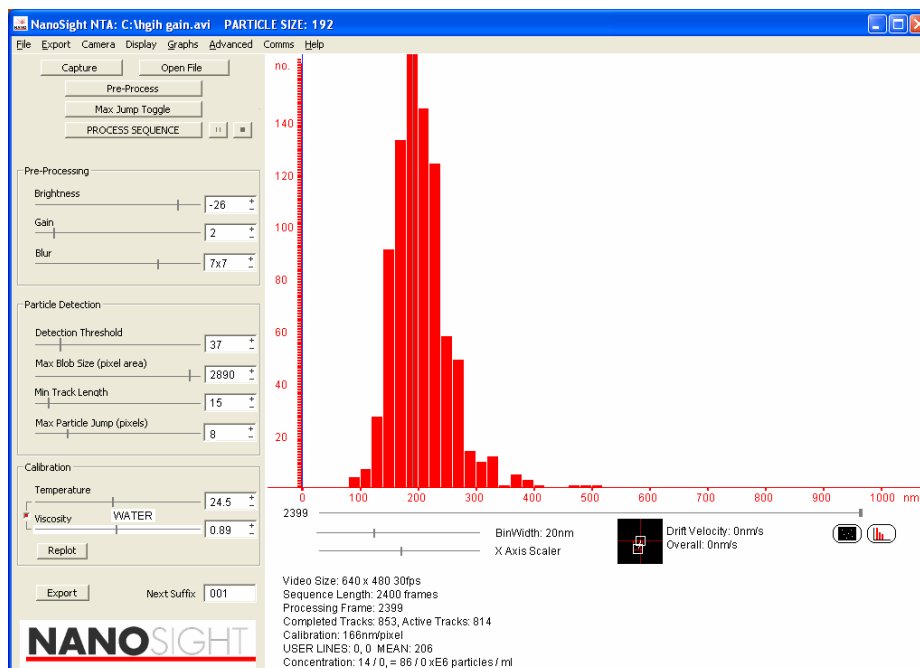 NanoSight NTA: C:\hgih gain.avi    PARTICLE SIZE: 192
File Export Camera Display Graphs Advanced Comms Help
Capture Open File
Pre-Process
Max Jump Toggle
PROCESS SEQUENCE
Pre-Processing
Brightness
-26
Gain
2
Blur
7x7
Particle Detection
Detection Threshold
37
Max Blob Size (pixel area)
2890
Min Track Length
15
Max Particle Jump (pixels)
8
Calibration
Temperature
24.5
WATER
Viscosity
0.89
Replot
Export Next Suffix 001
NANOSIGHT
no.
140
120
100
80
60
40
20
0 100 200 300 400 500 600 700 800 900 1000 nm
2399
BinWidth: 20nm
X Axis Scaler
Drift Velocity: 0nm/s
Overall: 0nm/s
Video Size: 640 x 480 30fps
Sequence Length: 2400 frames
Processing Frame: 2399
Completed Tracks: 853, Active Tracks: 814
Calibration: 166nm/pixel
USER LINES: 0, 0 MEAN: 206
Concentration: 14 / 0, = 86 / 0 xE6 particles / ml